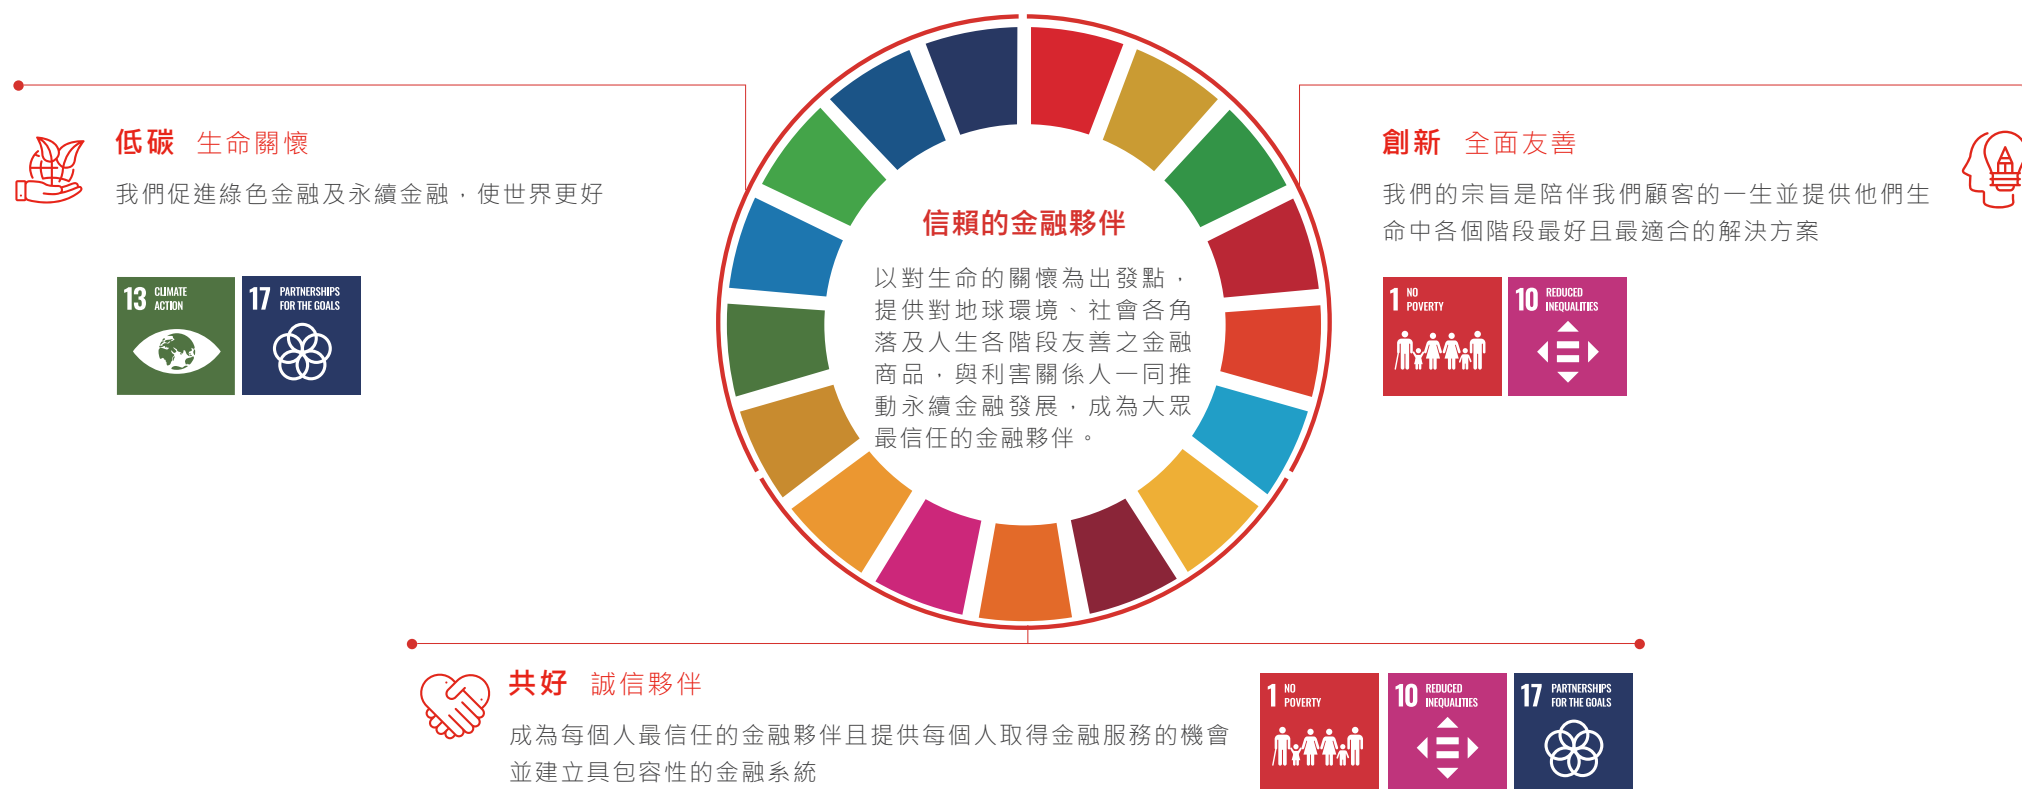 低碳 生命關懷
我們促進綠色金融及永續金融，使世界更好
13 CLIMATE
ACTION
17 PARTNERSHIPS
FOR THE GOALS
信賴的金融夥伴
以對生命的關懷為出發點，
提供對地球環境、社會各角
落及人生各階段友善之金融
商品，與利害關係人一同推
動永續金融發展，成為大眾
最信任的金融夥伴。
創新 全面友善
我們的宗旨是陪伴我們顧客的一生並提供他們生
命中各個階段最好且最適合的解決方案
1 NO
POVERTY
10 REDUCED
INEQUALITIES
共好 誠信夥伴
成為每個人最信任的金融夥伴且提供每個人取得金融服務的機會
並建立具包容性的金融系統
1 NO
POVERTY
10 REDUCED
INEQUALITIES
17 PARTNERSHIPS
FOR THE GOALS